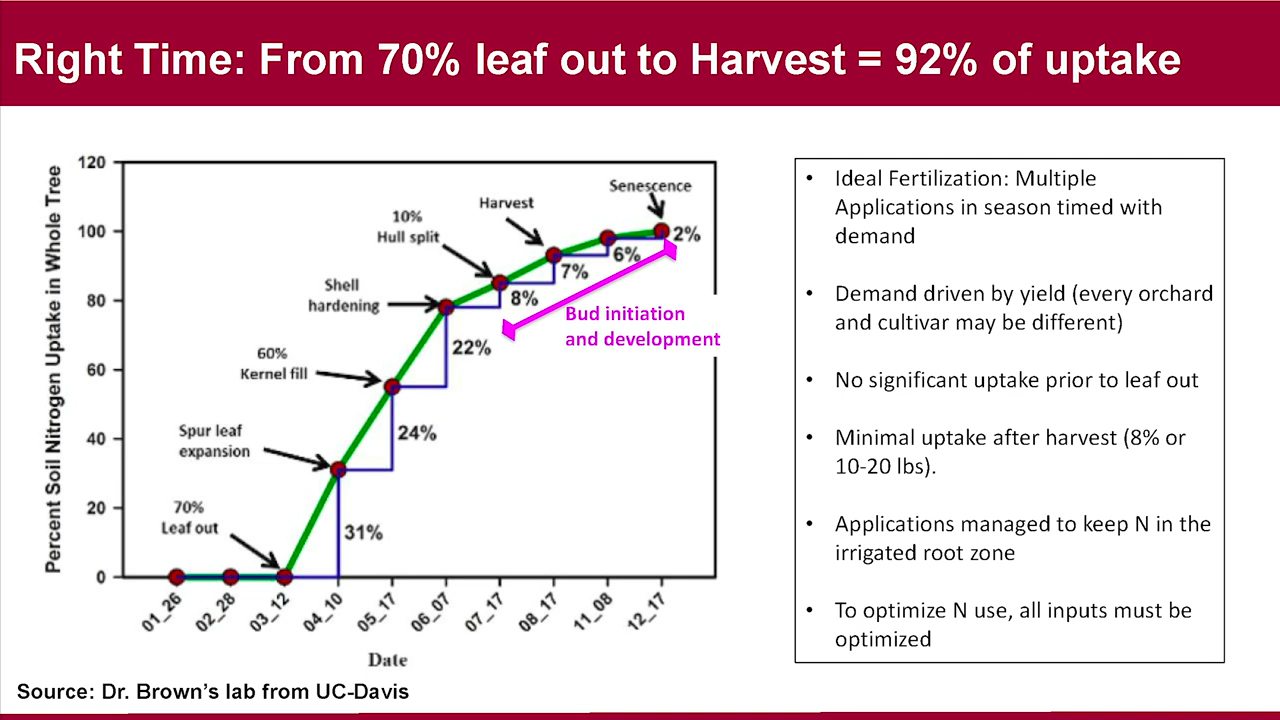 Right Time: From 70% leaf out to Harvest = 92% of uptake
Percent Soil Nitrogen Uptake in Whole Tree
120
100
80
60
40
20
0
70%
Leaf out
Spur leaf
expansion
60%
Kernel fill
Shell
hardening
10%
Hull split
Harvest
Senescence
31%
24%
22%
8%
7%
6%
2%
Bud initiation
and development
01_26
02_28
03_12
04_10
05_17
06_07
07_17
08_17
11_08
12_17
Date
• Ideal Fertilization: Multiple
Applications in season timed with
demand
• Demand driven by yield (every orchard
and cultivar may be different)
• No significant uptake prior to leaf out
• Minimal uptake after harvest (8% or
10-20 lbs).
• Applications managed to keep N in the
irrigated root zone
• To optimize N use, all inputs must be
optimized
Source: Dr. Brown’s lab from UC-Davis